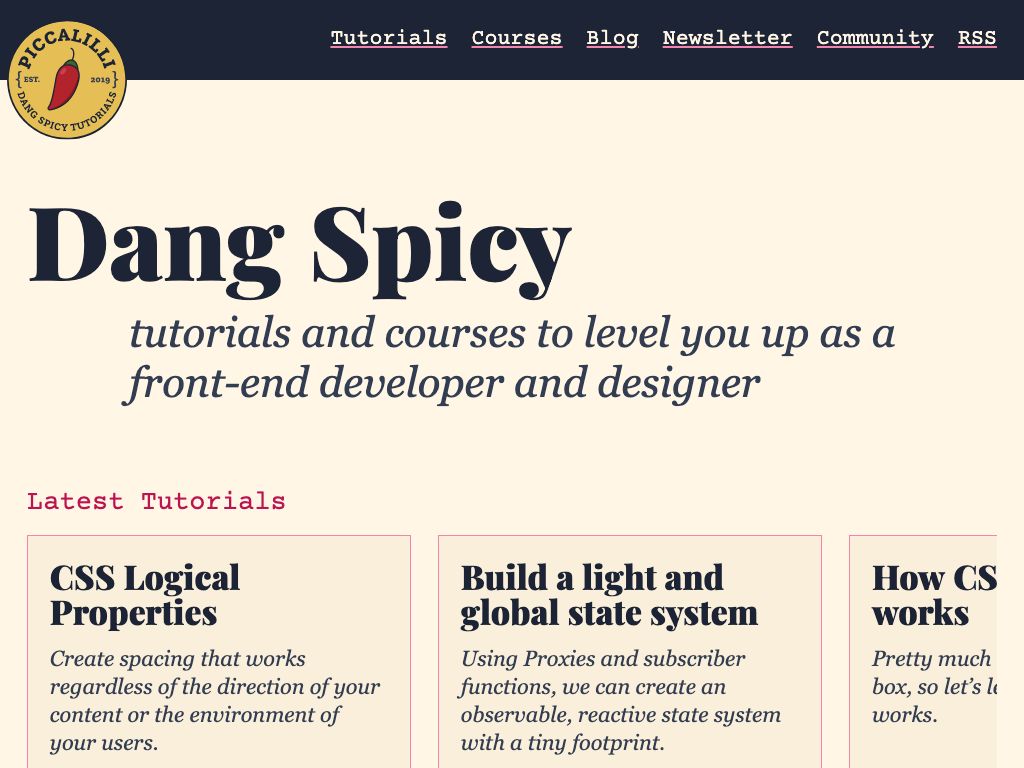 PICCALILLI
{EST. 2019}
DANG SPICY TUTORIALS
Tutorials Courses Blog Newsletter Community RSS
Dang Spicy
tutorials and courses to level you up as a
front-end developer and designer
Latest Tutorials
CSS Logical
Properties
Create spacing that works
regardless of the direction of your
content or the environment of
your users.
Build a light and
global state system
Using Proxies and subscriber
functions, we can create an
observable, reactive state system
with a tiny footprint.
How CS
works
Pretty much
box, so let’s
works.